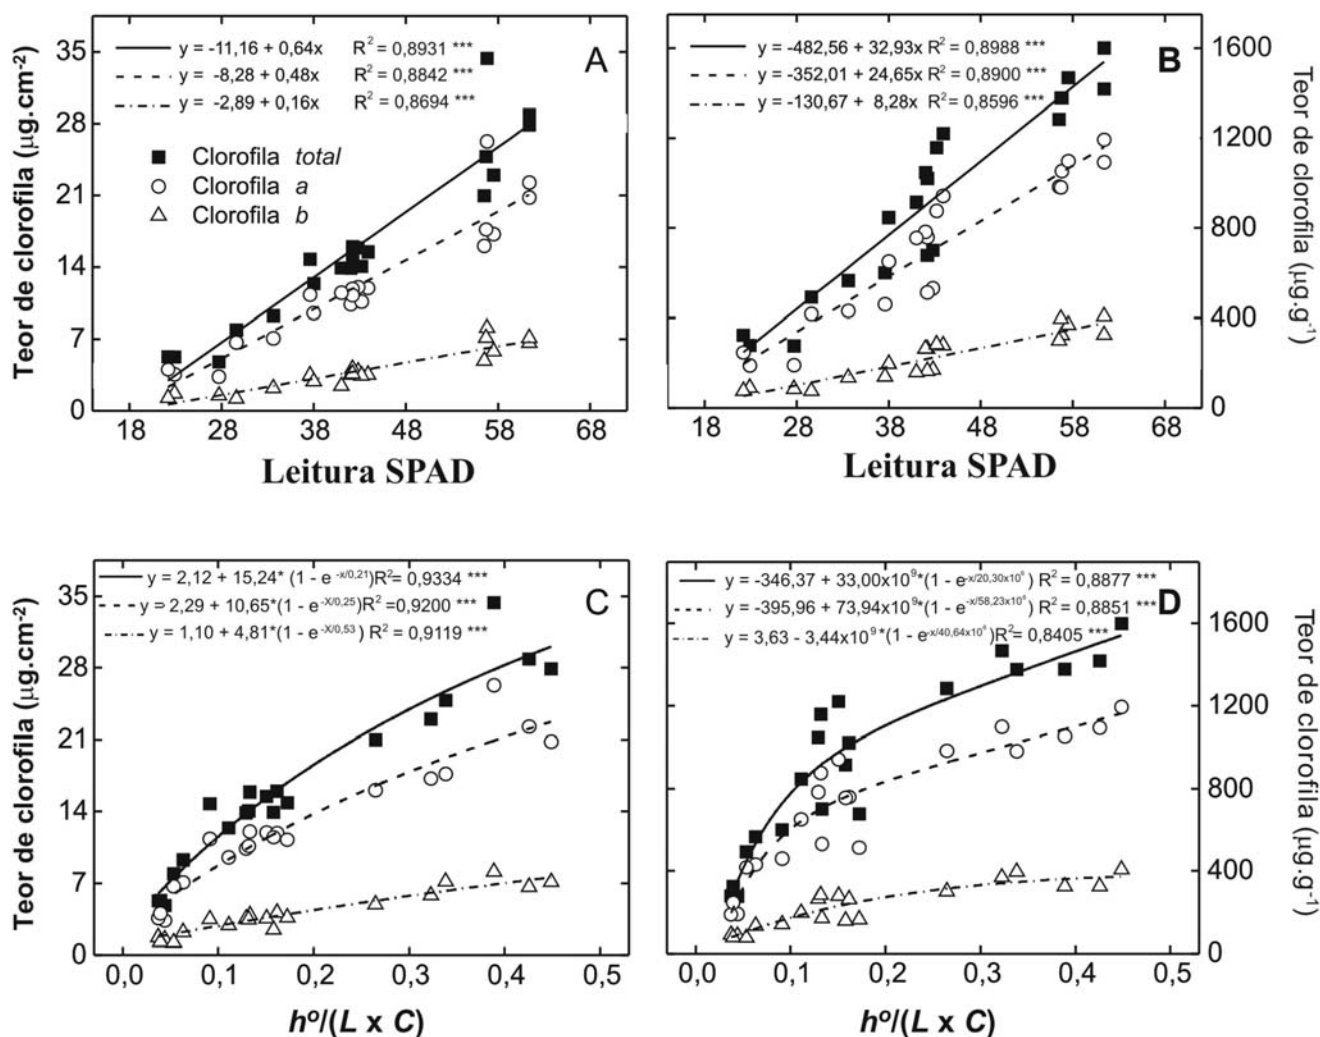 Teor de clorofila (μg.cm⁻²)
35
28
21
14
7
0
y = -11,16 + 0,64x R² = 0,8931 ***
y = -8,28 + 0,48x R² = 0,8842 ***
y = -2,89 + 0,16x R² = 0,8694 ***
A
Clorofila total
Clorofila a
Clorofila b
18 28 38 48 58 68
Leitura SPAD
y = -482,56 + 32,93x R² = 0,8988 ***
y = -352,01 + 24,65x R² = 0,8900 ***
y = -130,67 + 8,28x R² = 0,8596 ***
B
1600
1200
800
400
0
Teor de clorofila (μg.g⁻¹)
18 28 38 48 58 68
Leitura SPAD
Teor de clorofila (μg.cm⁻²)
35
28
21
14
7
0
y = 2,12 + 15,24* (1 - e ⁻ˣ/⁰,²¹)R²= 0,9334 ***
y = 2,29 + 10,65*(1 - e ⁻ˣ/⁰,²⁵)R² =0,9200 ***
y = 1,10 + 4,81*(1 - e ⁻ˣ/⁰,⁵³) R² = 0,9119 ***
C
0,0 0,1 0,2 0,3 0,4 0,5
hº/(L x C)
y = -346,37 + 33,00x10⁹*(1 - e⁻ˣ/²⁰,³⁰ˣ¹⁰⁶) R² = 0,8877 ***
y = -395,96 + 73,94x10⁹*(1 - e⁻ˣ/⁵⁸,²³ˣ¹⁰⁶) R² = 0,8851 ***
y = 3,63 - 3,44x10⁹*(1 - e⁻ˣ/⁴⁰,⁶⁴ˣ¹⁰⁶)R²= 0,8405 ***
D
1600
1200
800
400
0
Teor de clorofila (μg.g⁻¹)
0,0 0,1 0,2 0,3 0,4 0,5
hº/(L x C)